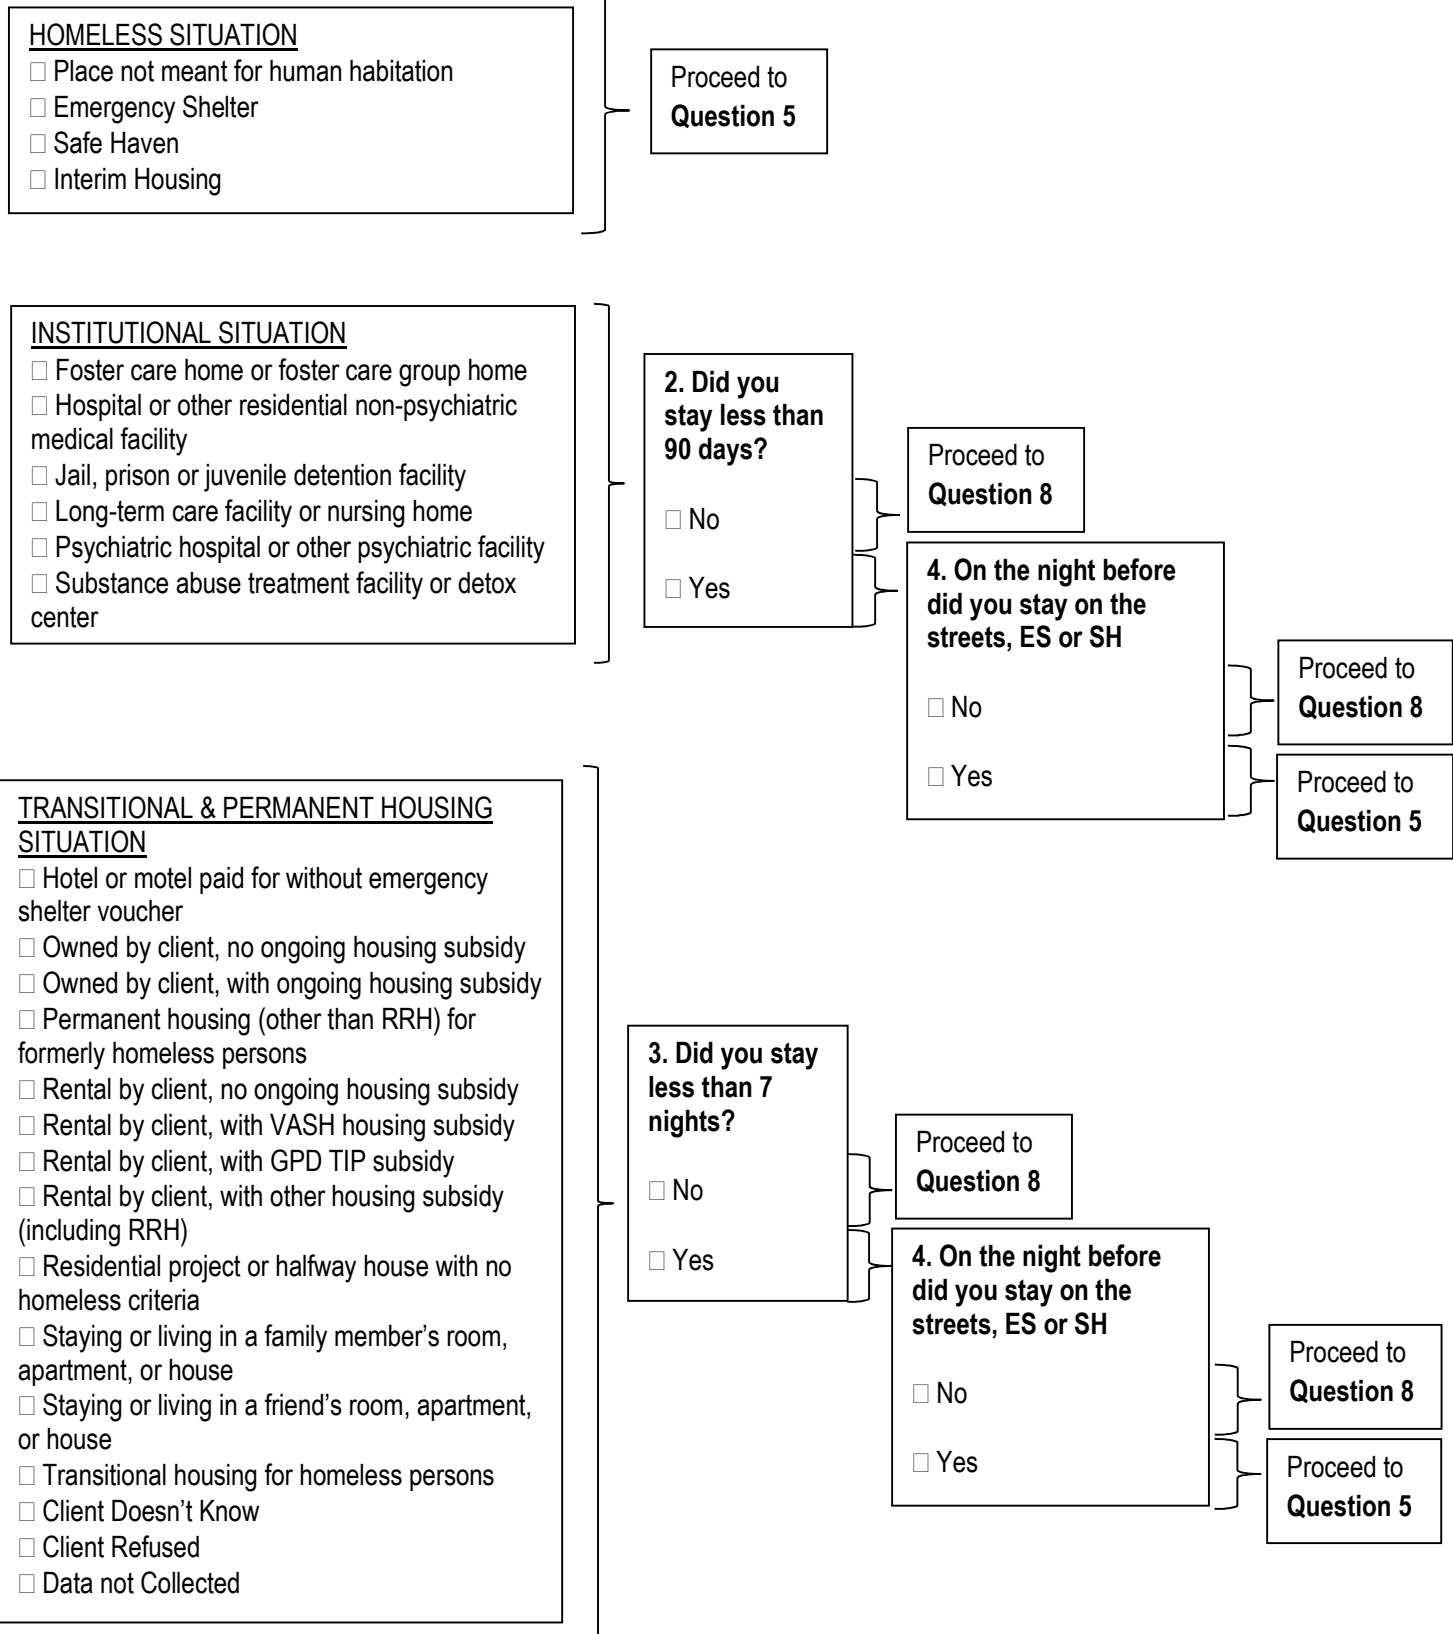 HOMELESS SITUATION
□ Place not meant for human habitation
□ Emergency Shelter
□ Safe Haven
□ Interim Housing
Proceed to
Question 5
INSTITUTIONAL SITUATION
□ Foster care home or foster care group home
□ Hospital or other residential non-psychiatric
medical facility
□ Jail, prison or juvenile detention facility
□ Long-term care facility or nursing home
□ Psychiatric hospital or other psychiatric facility
□ Substance abuse treatment facility or detox
center
2. Did you
stay less than
90 days?
□ No
□ Yes
Proceed to
Question 8
4. On the night before
did you stay on the
streets, ES or SH
□ No
□ Yes
Proceed to
Question 8
Proceed to
Question 5
TRANSITIONAL & PERMANENT HOUSING
SITUATION
□ Hotel or motel paid for without emergency
shelter voucher
□ Owned by client, no ongoing housing subsidy
□ Owned by client, with ongoing housing subsidy
□ Permanent housing (other than RRH) for
formerly homeless persons
□ Rental by client, no ongoing housing subsidy
□ Rental by client, with VASH housing subsidy
□ Rental by client, with GPD TIP subsidy
□ Rental by client, with other housing subsidy
(including RRH)
□ Residential project or halfway house with no
homeless criteria
□ Staying or living in a family member’s room,
apartment, or house
□ Staying or living in a friend’s room, apartment,
or house
□ Transitional housing for homeless persons
□ Client Doesn’t Know
□ Client Refused
□ Data not Collected
3. Did you stay
less than 7
nights?
□ No
□ Yes
Proceed to
Question 8
4. On the night before
did you stay on the
streets, ES or SH
□ No
□ Yes
Proceed to
Question 8
Proceed to
Question 5